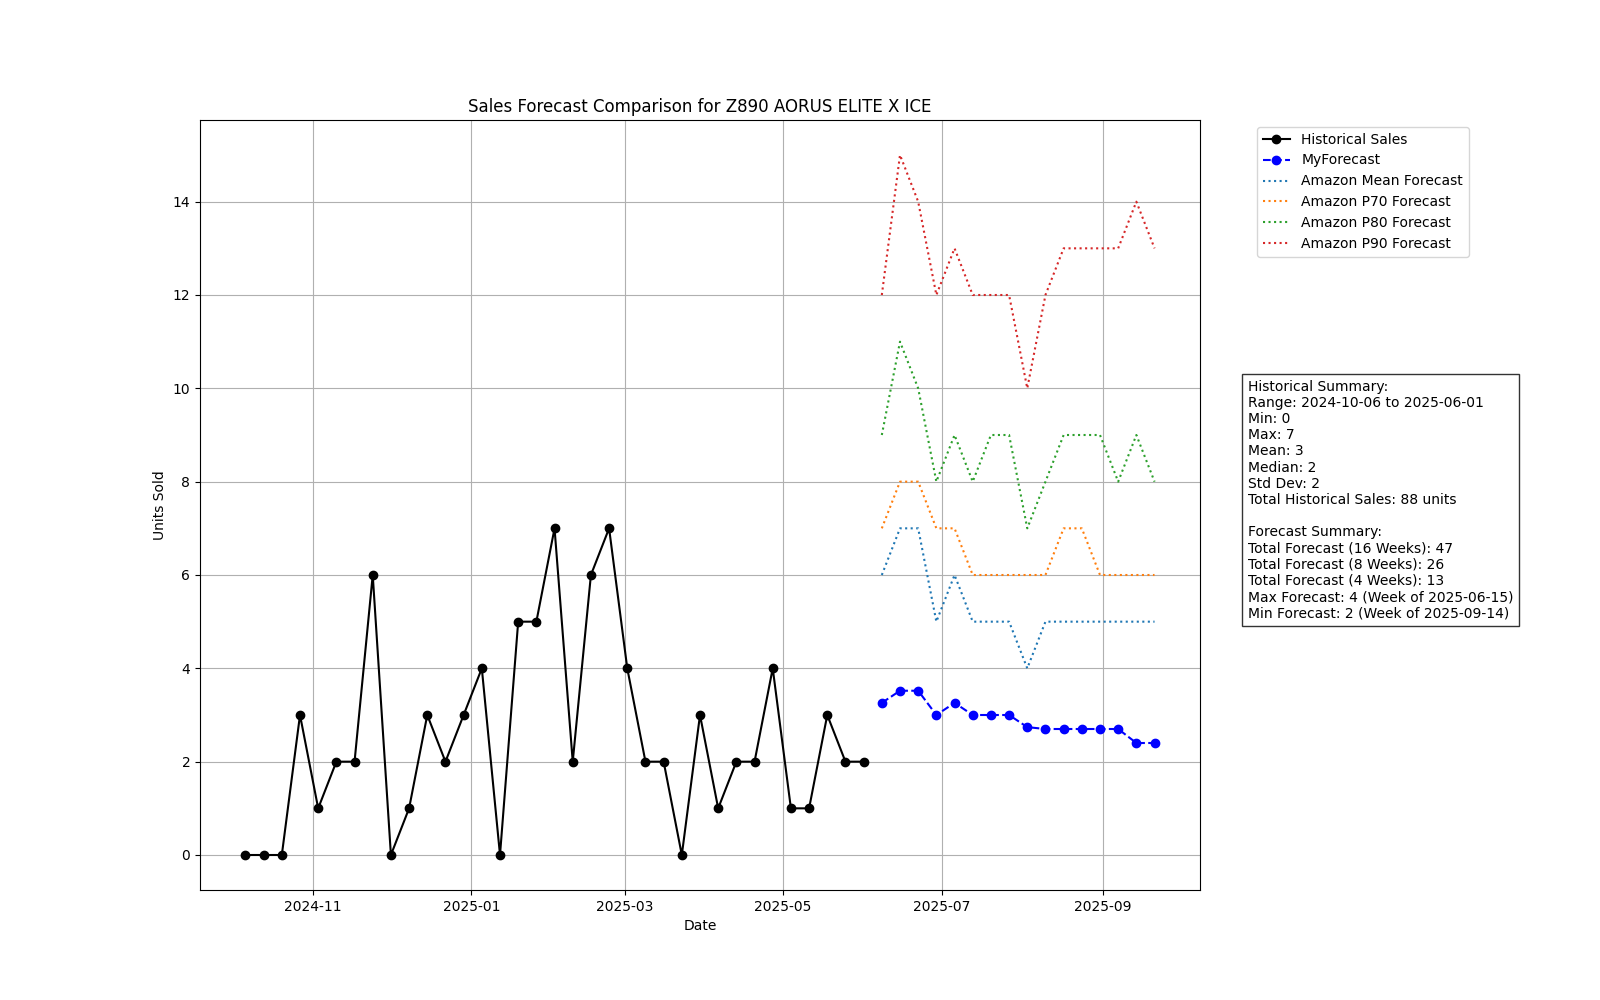 Sales Forecast Comparison for Z890 AORUS ELITE X ICE
Historical Sales
MyForecast
Amazon Mean Forecast
Amazon P70 Forecast
Amazon P80 Forecast
Amazon P90 Forecast
Units Sold
14
12
10
8
6
4
2
0
2024-11
2025-01
2025-03
2025-05
2025-07
2025-09
Date
Historical Summary:
Range: 2024-10-06 to 2025-06-01
Min: 0
Max: 7
Mean: 3
Median: 2
Std Dev: 2
Total Historical Sales: 88 units
Forecast Summary:
Total Forecast (16 Weeks): 47
Total Forecast (8 Weeks): 26
Total Forecast (4 Weeks): 13
Max Forecast: 4 (Week of 2025-06-15)
Min Forecast: 2 (Week of 2025-09-14)